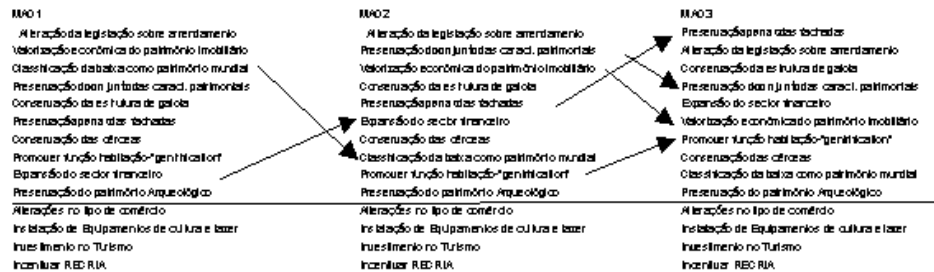 MAO1
Alteração da legislação sobre arrendamento
Valorização económica do património imobiliário
Classificação da baixa como património mundial
Preservação conjunto das caract. patrimoniais
Conservação da estrutura de gaiola
Preservação apenas das fachadas
Conservação das cérceas
Promover função habitação-"gentrification"
Expansão do sector financeiro
Preservação do património Arqueológico
Alterações no tipo de comércio
Instalação de Equipamentos de cultura e lazer
Investimento no Turismo
Incentivar RECRIA
MAO2
Alteração da legislação sobre arrendamento
Preservação conjunto das caract. patrimoniais
Valorização económica do património imobiliário
Conservação da estrutura de gaiola
Preservação apenas das fachadas
Expansão do sector financeiro
Conservação das cérceas
Classificação da baixa como património mundial
Promover função habitação-"gentrification"
Preservação do património Arqueológico
Alterações no tipo de comércio
Instalação de Equipamentos de cultura e lazer
Investimento no Turismo
Incentivar RECRIA
MAO3
Preservação apenas das fachadas
Alteração da legislação sobre arrendamento
Conservação da estrutura de gaiola
Preservação conjunto das caract. patrimoniais
Expansão do sector financeiro
Valorização económica do património imobiliário
Promover função habitação-"gentrification"
Conservação das cérceas
Classificação da baixa como património mundial
Preservação do património Arqueológico
Alterações no tipo de comércio
Instalação de Equipamentos de cultura e lazer
Investimento no Turismo
Incentivar RECRIA